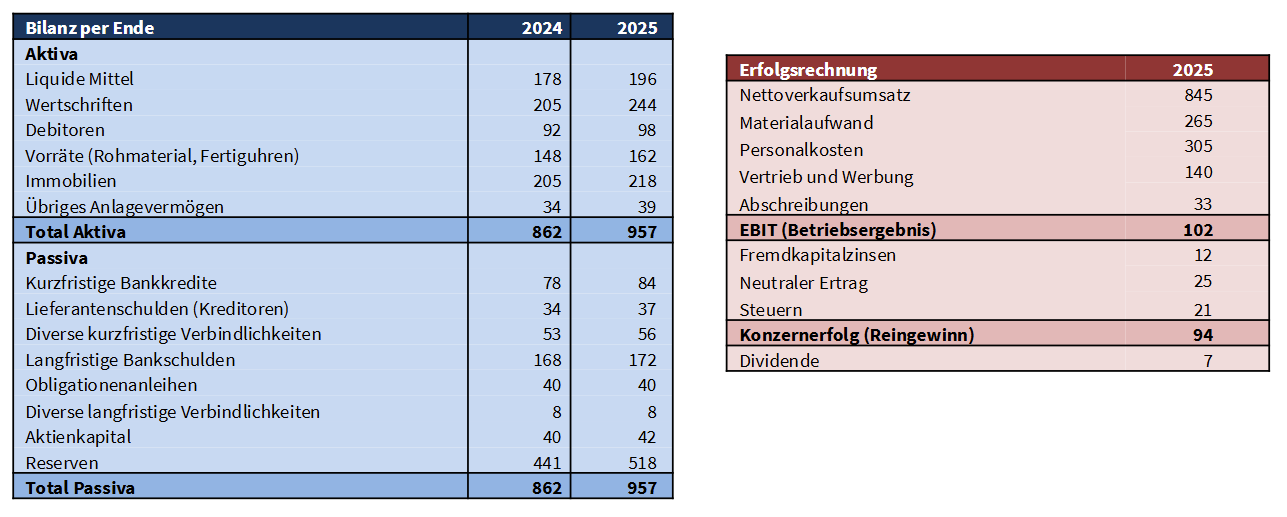 Bilanz per Ende 2024 2025
Aktiva
Liquide Mittel 178 196
Wertschriften 205 244
Debitoren 92 98
Vorräte (Rohmaterial, Fertiguhren) 148 162
Immobilien 205 218
Übriges Anlagevermögen 34 39
Total Aktiva 862 957
Passiva
Kurzfristige Bankkredite 78 84
Lieferantenschulden (Kreditoren) 34 37
Diverse kurzfristige Verbindlichkeiten 53 56
Langfristige Bankschulden 168 172
Obligationenanleihen 40 40
Diverse langfristige Verbindlichkeiten 8 8
Aktienkapital 40 42
Reserven 441 518
Total Passiva 862 957
Erfolgsrechnung 2025
Nettoverkaufsumsatz 845
Materialaufwand 265
Personalkosten 305
Vertrieb und Werbung 140
Abschreibungen 33
EBIT (Betriebsergebnis) 102
Fremdkapitalzinsen 12
Neutraler Ertrag 25
Steuern 21
Konzernerfolg (Reingewinn) 94
Dividende 7